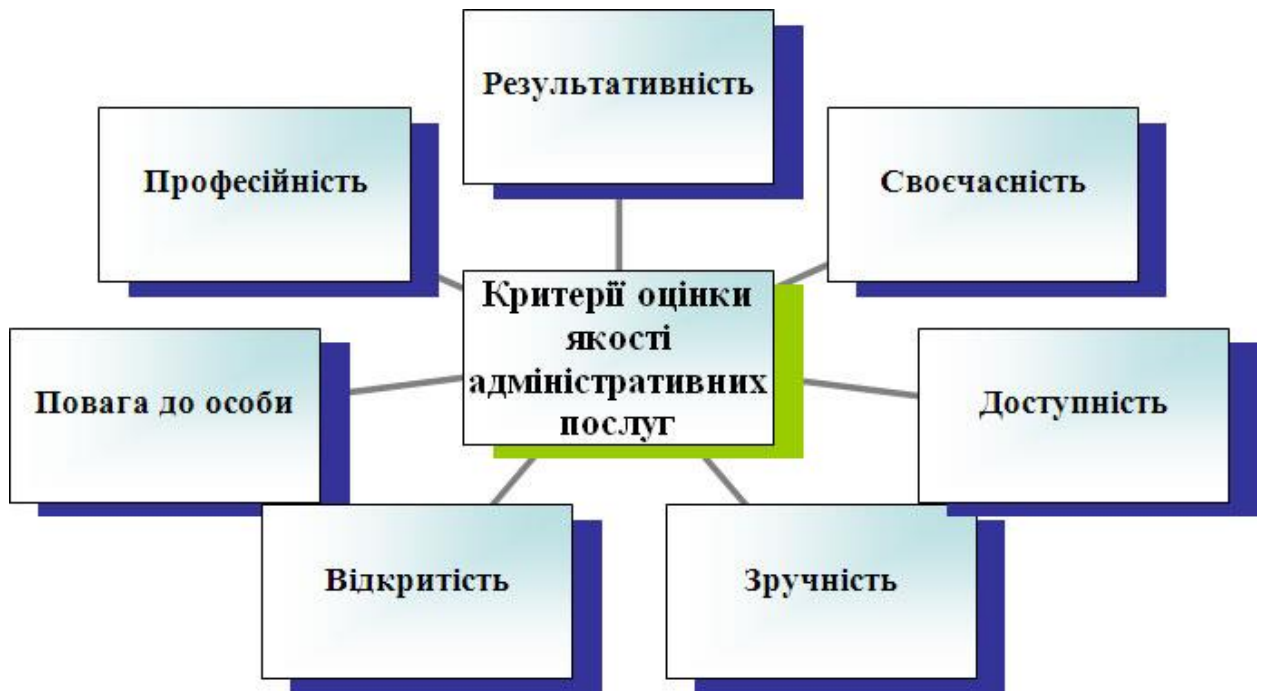 Результативність
Професійність
Своєчасність
Критерії оцінки
якості
адміністративних
послуг
Повага до особи
Доступність
Відкритість
Зручність